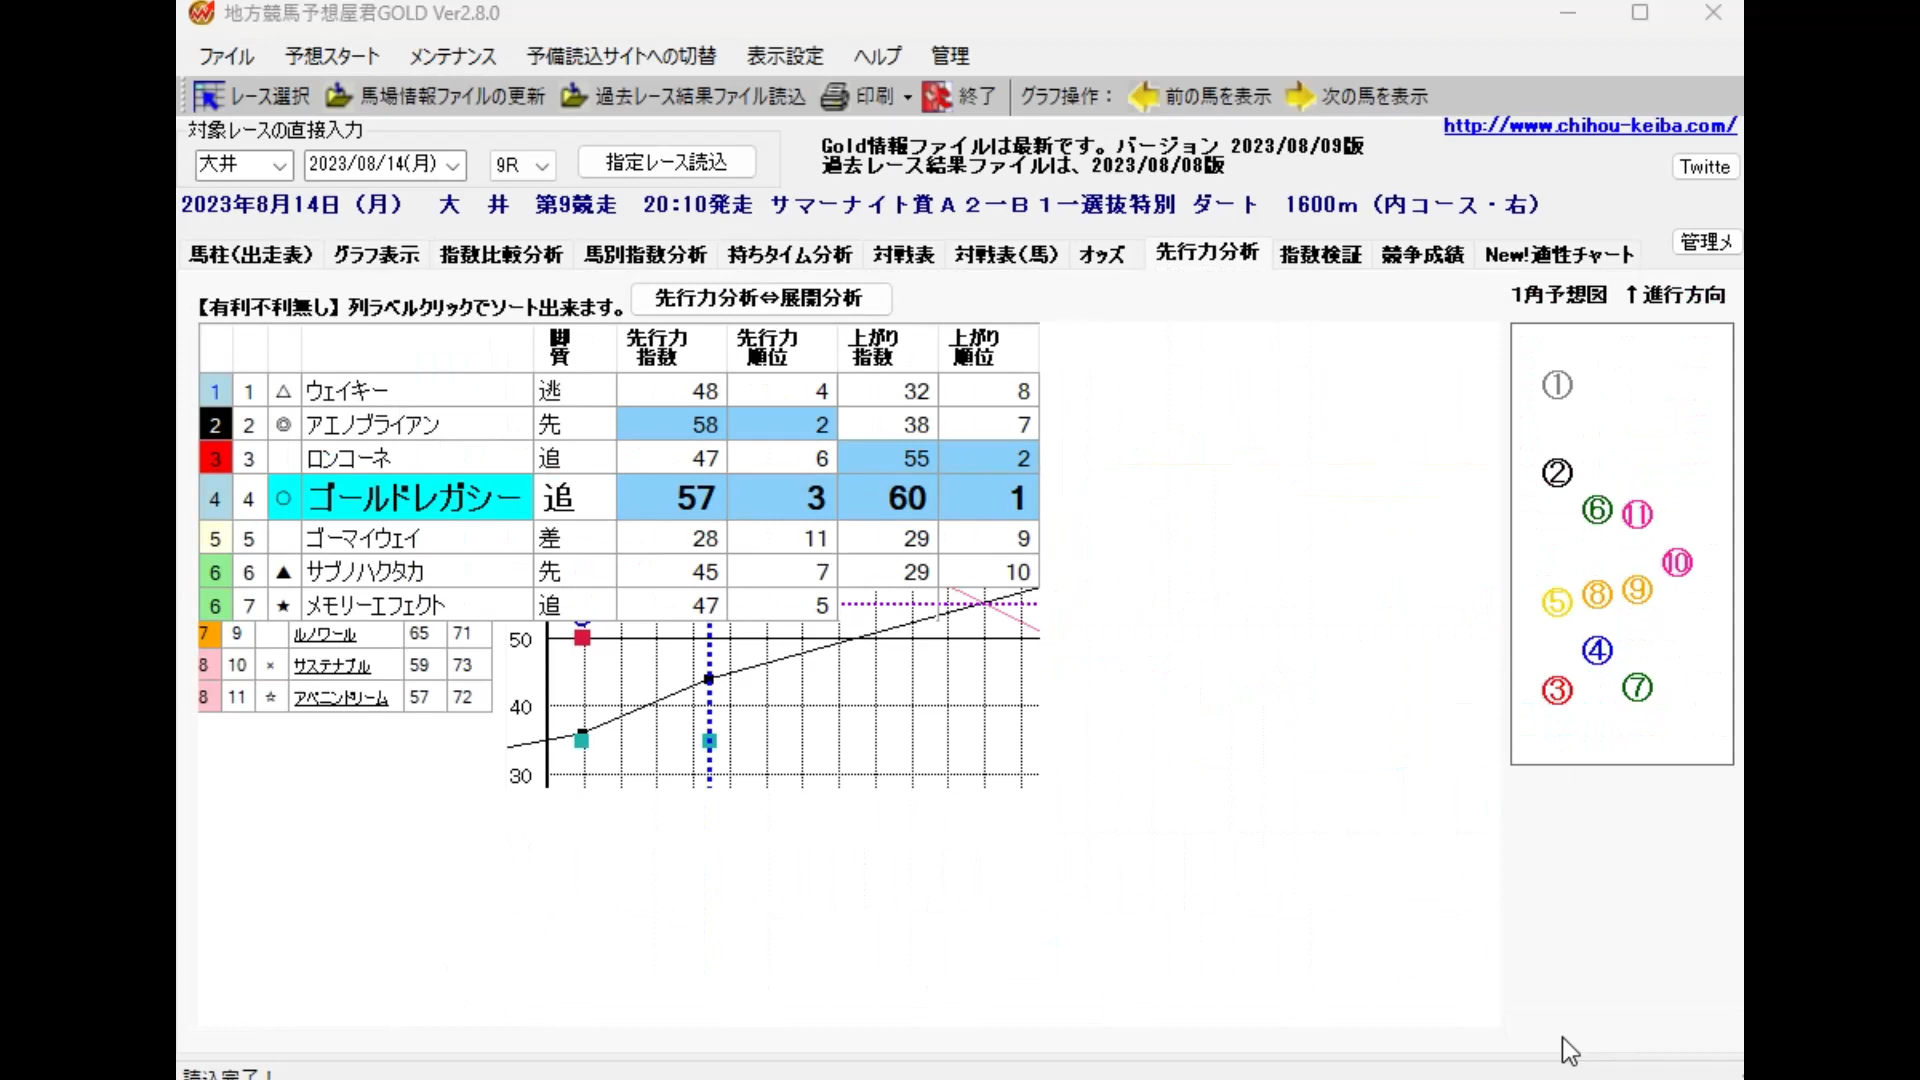 地方競馬予想屋君GOLD Ver2.8.0
ファイル 予想スタート メンテナンス 予備読込サイトへの切替 表示設定 ヘルプ 管理
レース選択 馬場情報ファイルの更新 過去レース結果ファイル読込 印刷 終了 グラフ操作： 前の馬を表示 次の馬を表示
対象レースの直接入力
http://www.chihou-keiba.com/
大井 2023/08/14(月) 9R 指定レース読込
Gold情報ファイルは最新です。バージョン 2023/08/09版
過去レース結果ファイルは、2023/08/08版
Twitte
2023年8月14日（月） 大 井 第9競走 20:10発走 サマーナイト賞Ａ２一Ｂ１一選抜特別 ダート 1600m（内コース・右）
管理メ
馬柱(出走表) グラフ表示 指数比較分析 馬別指数分析 持ちタイム分析 対戦表 対戦表(馬) オッズ 先行力分析 指数検証 競争成績 New!適性チャート
【有利不利無し】列ラベルクリックでソート出来ます。 先行力分析⇔展開分析
1角予想図 ↑進行方向
脚質 先行力指数 先行力順位 上がり指数 上がり順位
1 1 △ ウェイキー 逃 48 4 32 8
2 2 ◎ アエノブライアン 先 58 2 38 7
3 3 ロンコーネ 追 47 6 55 2
4 4 ○ ゴールドレガシー 追 57 3 60 1
5 5 ゴーマイウェイ 差 28 11 29 9
6 6 ▲ サブノハクタカ 先 45 7 29 10
6 7 ★ メモリーエフェクト 追 47 5
7 9 ルノワール 65 71
8 10 × サステナブル 59 73
8 11 ☆ アペニンドリーム 57 72
50
40
30
①
②
⑥ ⑪
⑩
⑤ ⑧ ⑨
④
③ ⑦
読込完了！